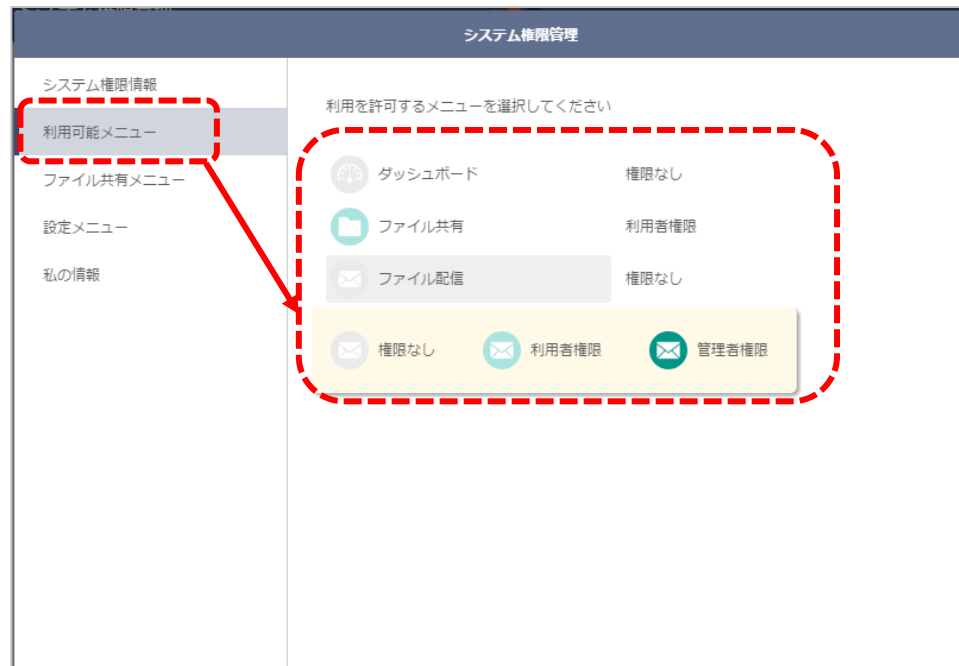 システム権限管理
システム権限情報
利用可能メニュー
ファイル共有メニュー
設定メニュー
私の情報
利用を許可するメニューを選択してください
ダッシュボード 権限なし
ファイル共有 利用者権限
ファイル配信 権限なし
権限なし 利用者権限 管理者権限